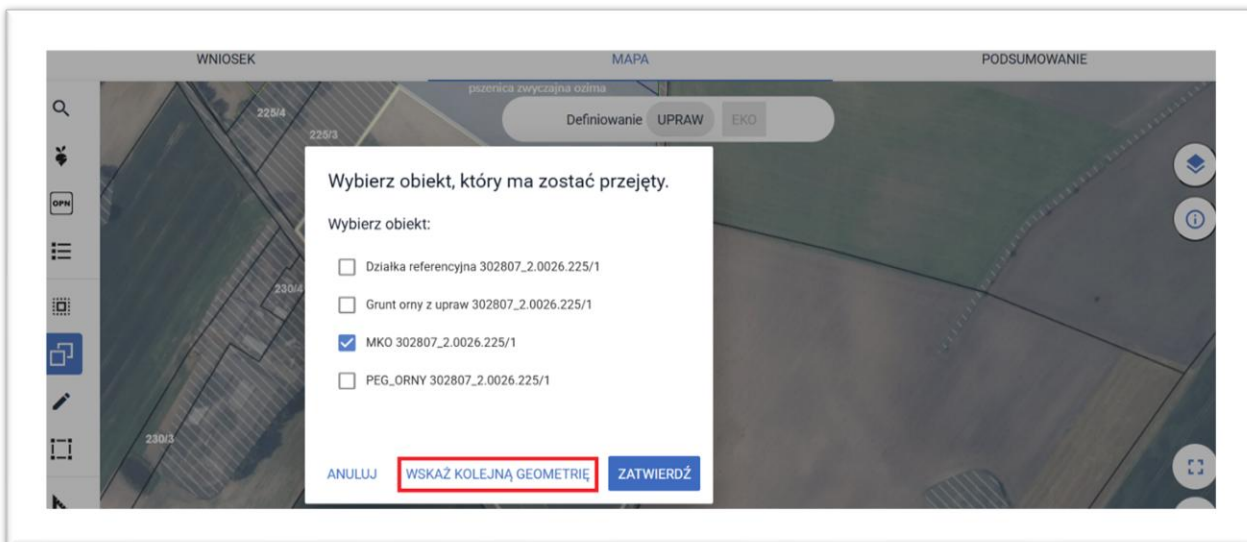 WNIOSEK
MAPA
PODSUMOWANIE
pszenica zwyczajna ozima
225/4
225/3
Definiowanie UPRAW EKO
OPN
Wybierz obiekt, który ma zostać przejęty.
Wybierz obiekt:
Działka referencyjna 302807_2.0026.225/1
Grunt orny z upraw 302807_2.0026.225/1
MKO 302807_2.0026.225/1
PEG_ORNY 302807_2.0026.225/1
230/4
230/3
ANULUJ
WSKAŻ KOLEJNĄ GEOMETRIĘ
ZATWIERDŹ